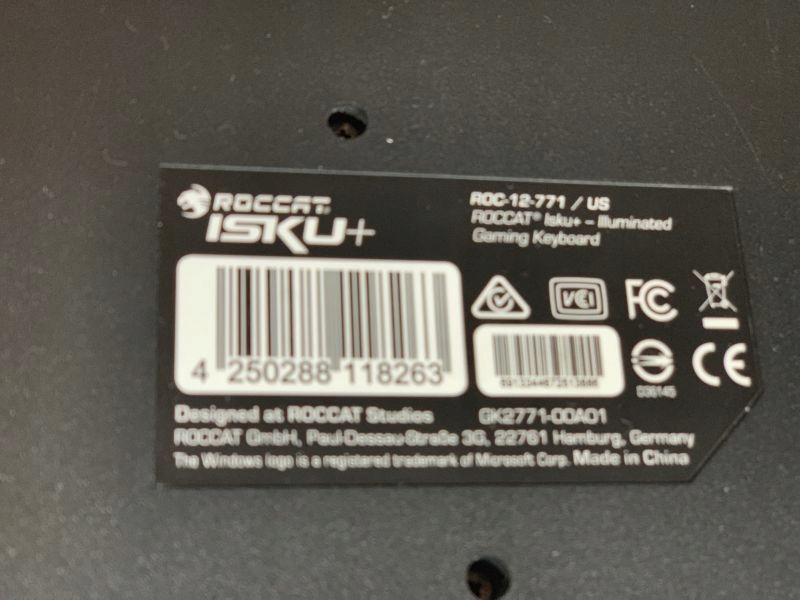 ROCCAT
ISKU+
ROC-12-771 / US
ROCCAT® Isku+ – Illuminated
Gaming Keyboard
VCI
FC
CE
4 250288 118263
D36145
Designed at ROCCAT Studios
GK2771-00A01
ROCCAT GmbH, Paul-Dessau-Straße 3G, 22761 Hamburg, Germany
The Windows logo is a registered trademark of Microsoft Corp. Made in China